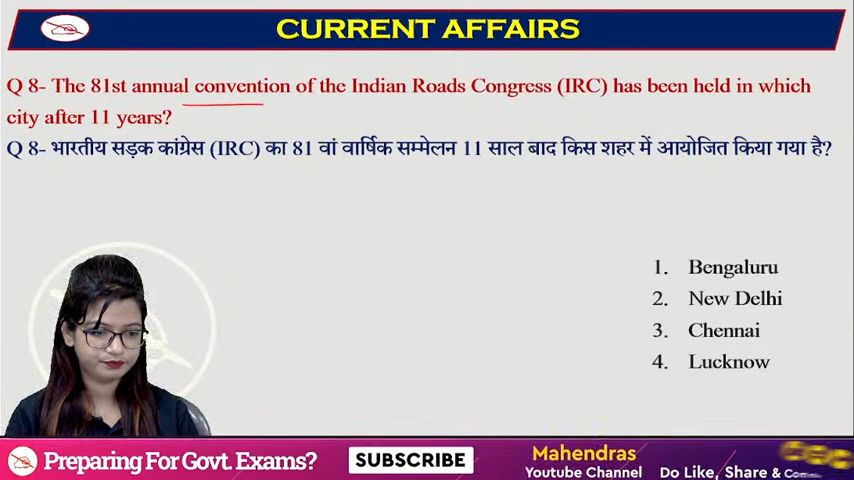 CURRENT AFFAIRS
Q 8- The 81st annual convention of the Indian Roads Congress (IRC) has been held in which
city after 11 years?
Q 8- भारतीय सड़क कांग्रेस (IRC) का 81 वां वार्षिक सम्मेलन 11 साल बाद किस शहर में आयोजित किया गया है?
1. Bengaluru
2. New Delhi
3. Chennai
4. Lucknow
Preparing For Govt. Exams?
SUBSCRIBE
Mahendras
Youtube Channel
Do Like, Share &